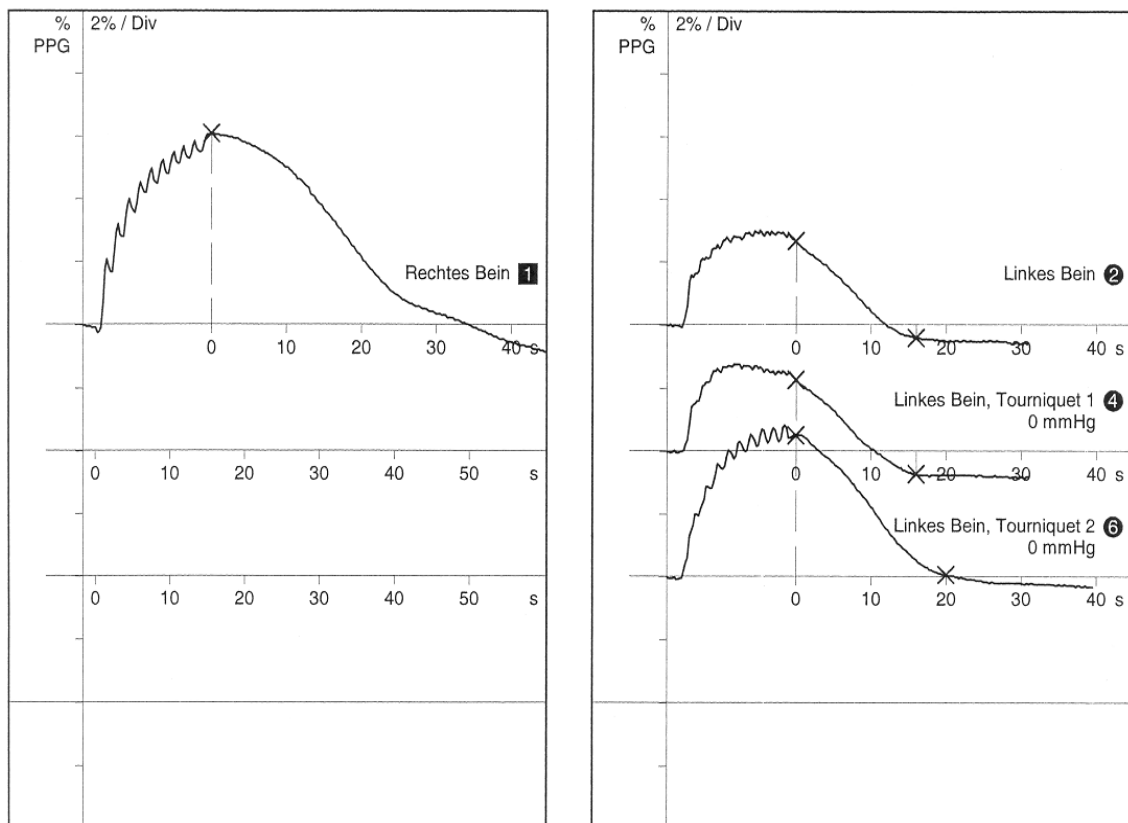 % 2% / Div
PPG
Rechtes Bein 1
0 10 20 30 40 s
0 10 20 30 40 50 s
0 10 20 30 40 50 s
% 2% / Div
PPG
Linkes Bein 2
0 10 20 30 40 s
Linkes Bein, Tourniquet 1 4
0 mmHg
0 10 20 30 40 s
Linkes Bein, Tourniquet 2 6
0 mmHg
0 10 20 30 40 s